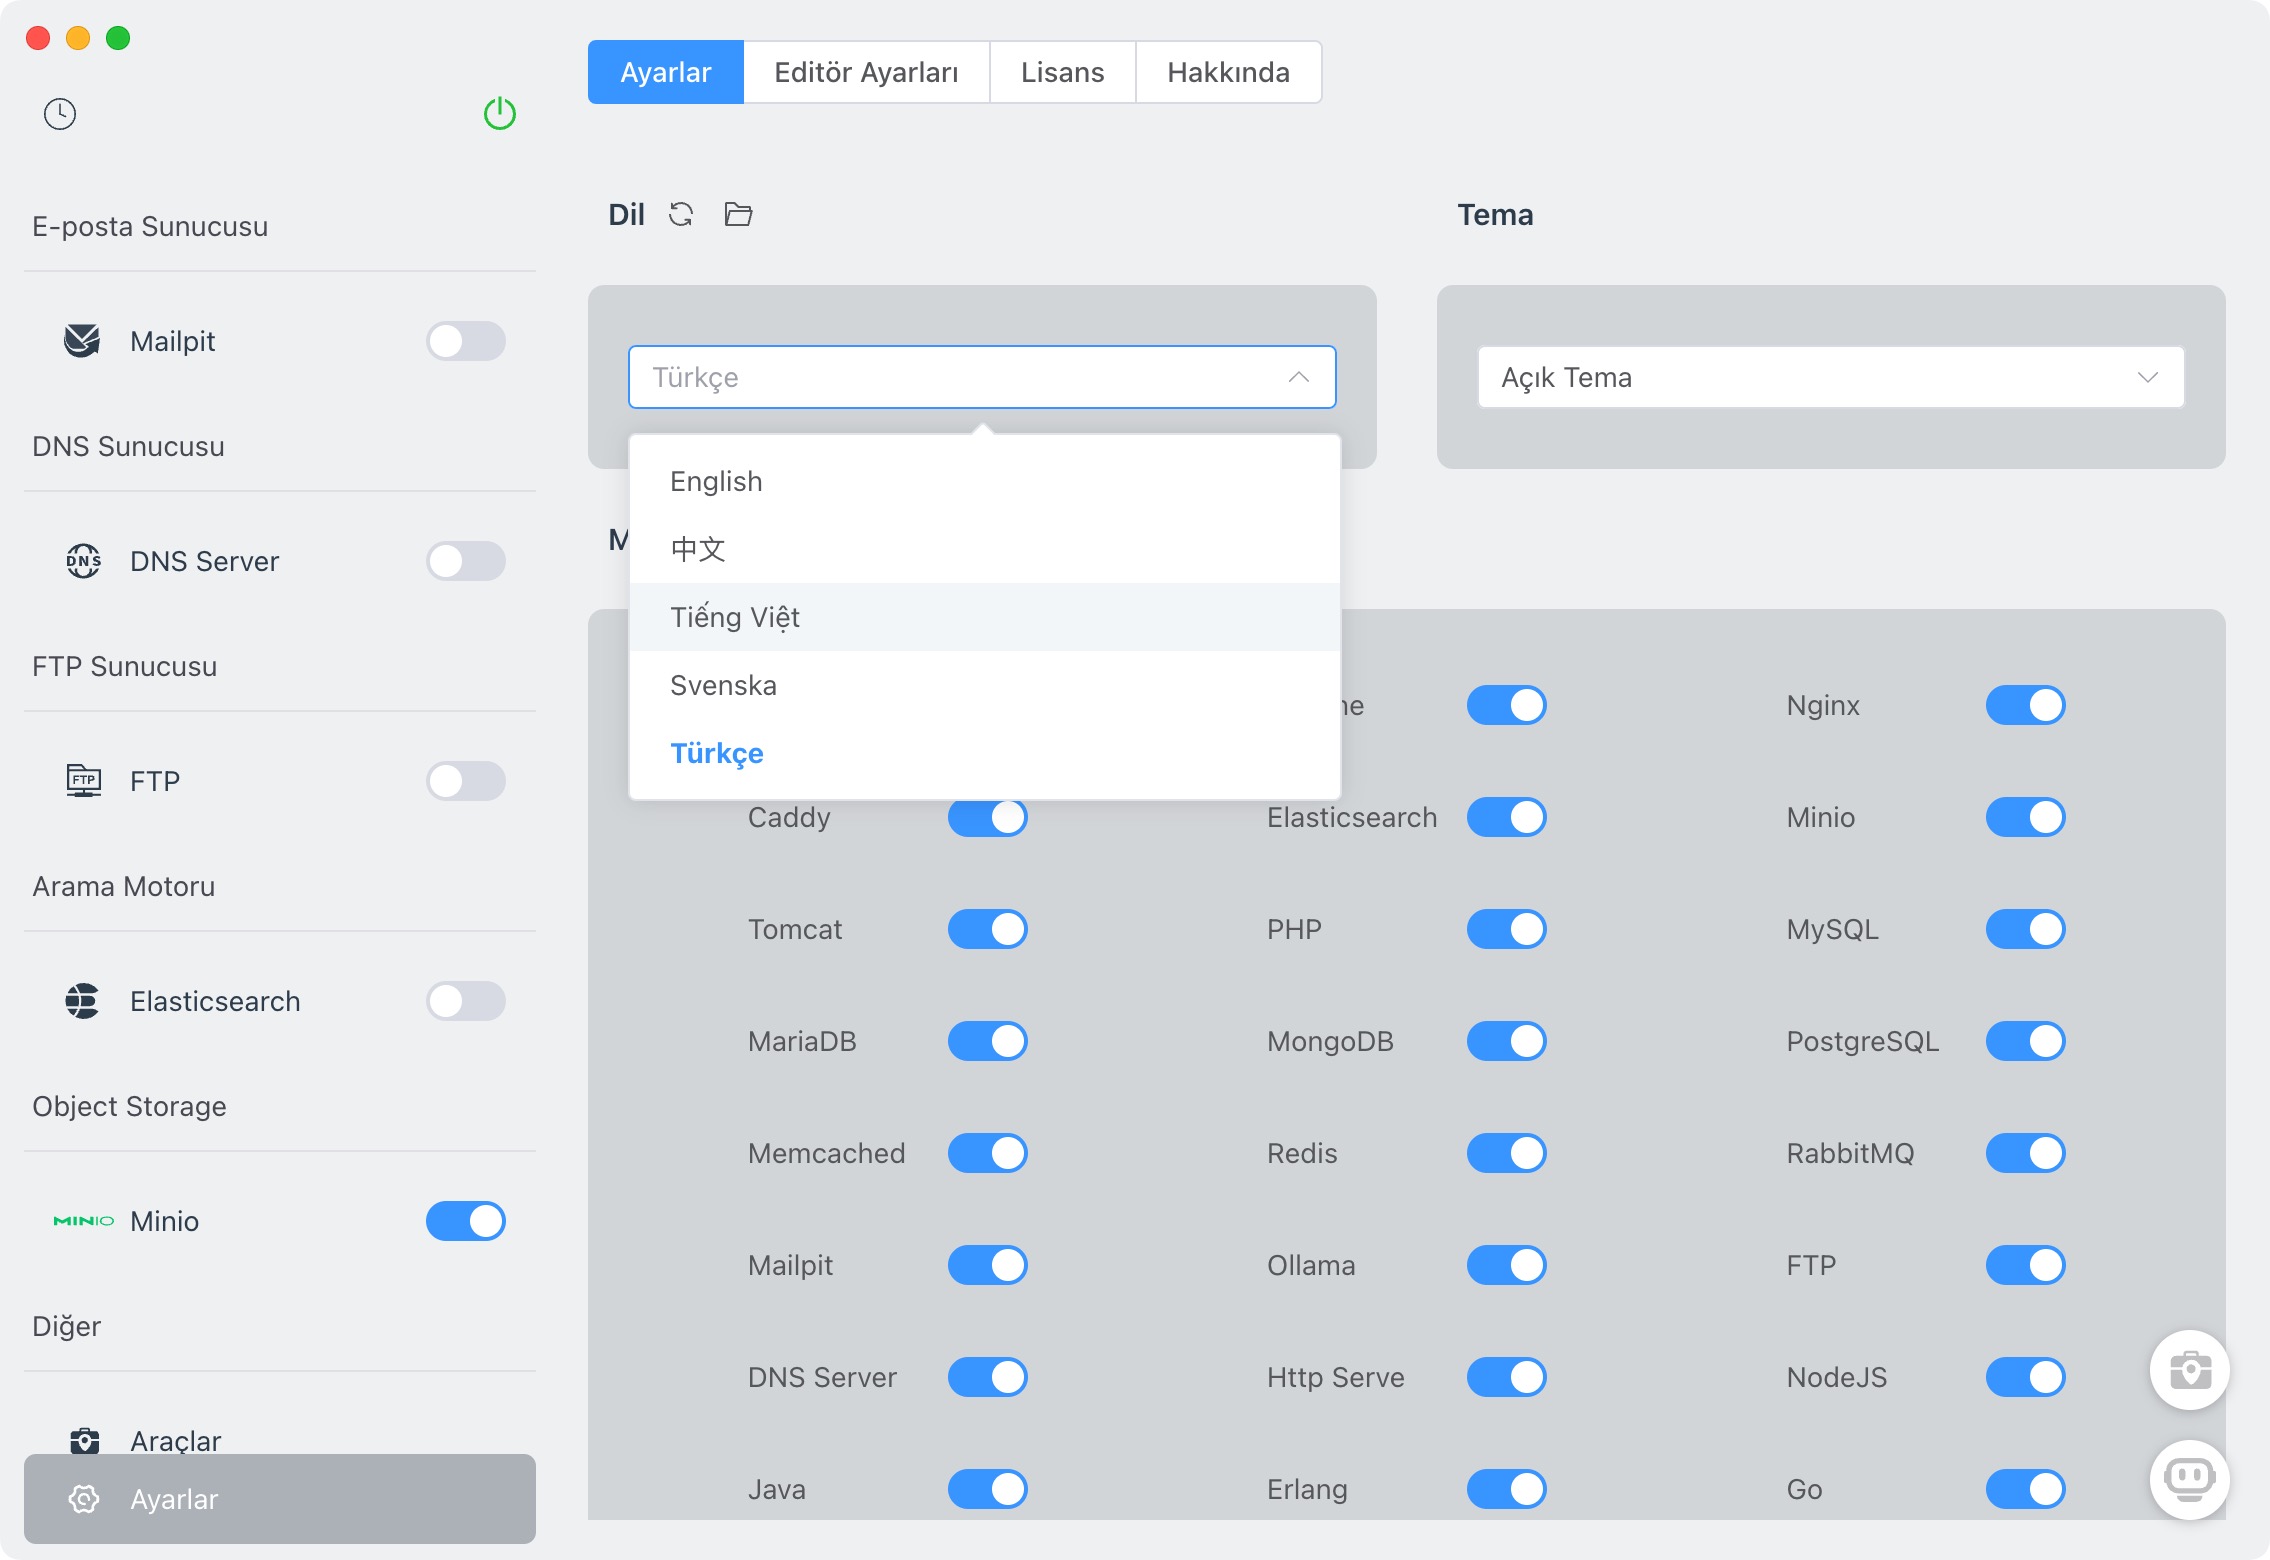 Ayarlar
Editör Ayarları
Lisans
Hakkında
E-posta Sunucusu
Mailpit
DNS Sunucusu
DNS
DNS Server
FTP Sunucusu
FTP
FTP
Arama Motoru
Elasticsearch
Object Storage
MINIO
Minio
Diğer
Araçlar
Ayarlar
Dil
Tema
Türkçe
Açık Tema
English
中文
Tiếng Việt
Svenska
Türkçe
Nginx
Caddy
Elasticsearch
Minio
Tomcat
PHP
MySQL
MariaDB
MongoDB
PostgreSQL
Memcached
Redis
RabbitMQ
Mailpit
Ollama
FTP
DNS Server
Http Serve
NodeJS
Java
Erlang
Go